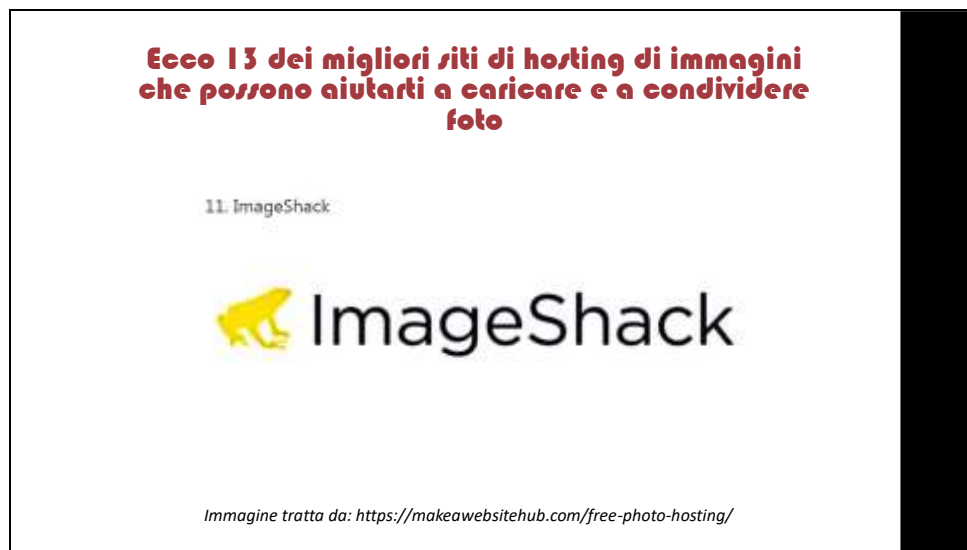 Ecco 13 dei migliori siti di hosting di immagini
che possono aiutarti a caricare e a condividere
foto
11. ImageShack
ImageShack
Immagine tratta da: https://makeawebsitehub.com/free-photo-hosting/